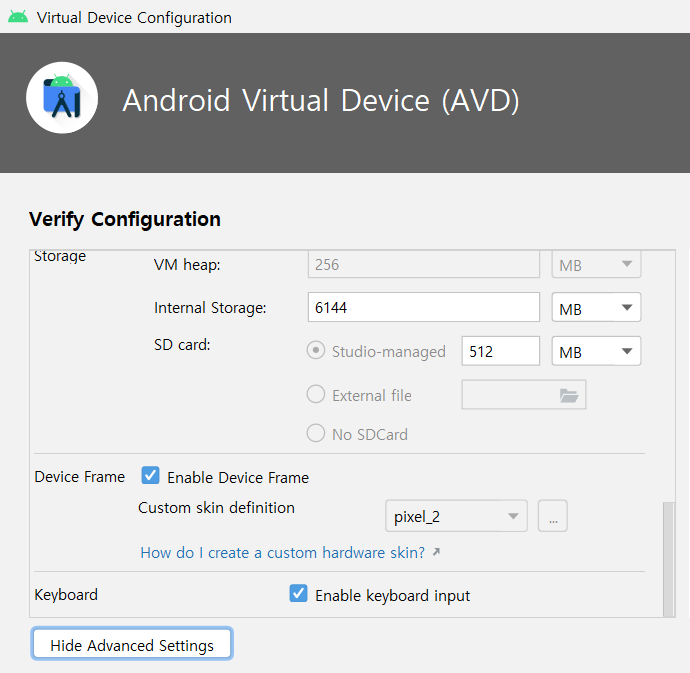 Virtual Device Configuration
Android Virtual Device (AVD)
Verify Configuration
Storage
VM heap: 256 MB
Internal Storage: 6144 MB
SD card:
Studio-managed 512 MB
External file
No SDCard
Device Frame Enable Device Frame
Custom skin definition pixel_2 ...
How do I create a custom hardware skin? ↗
Keyboard Enable keyboard input
Hide Advanced Settings